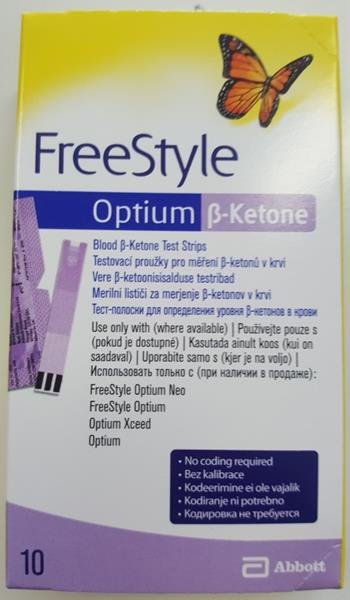 FreeStyle
Optium β-Ketone
Blood β-Ketone Test Strips
Testovací proužky pro měření β-ketonů v krvi
Vere β-ketoonisisalduse testribad
Merilni lističi za merjenje β-ketonov v krvi
Тест-полоски для определения уровня β-кетонов в крови
Use only with (where available) | Používejte pouze s
(pokud je dostupné) | Kasutada ainult koos (kui on
saadaval) | Uporabite samo s (kjer je na voljo) |
Использовать только с (при наличии в продаже):
FreeStyle Optium Neo
FreeStyle Optium
Optium Xceed
Optium
• No coding required
• Bez kalibrace
• Kodeerimine ei ole vajalik
• Kodiranje ni potrebno
• Кодировка не требуется
10
Abbott